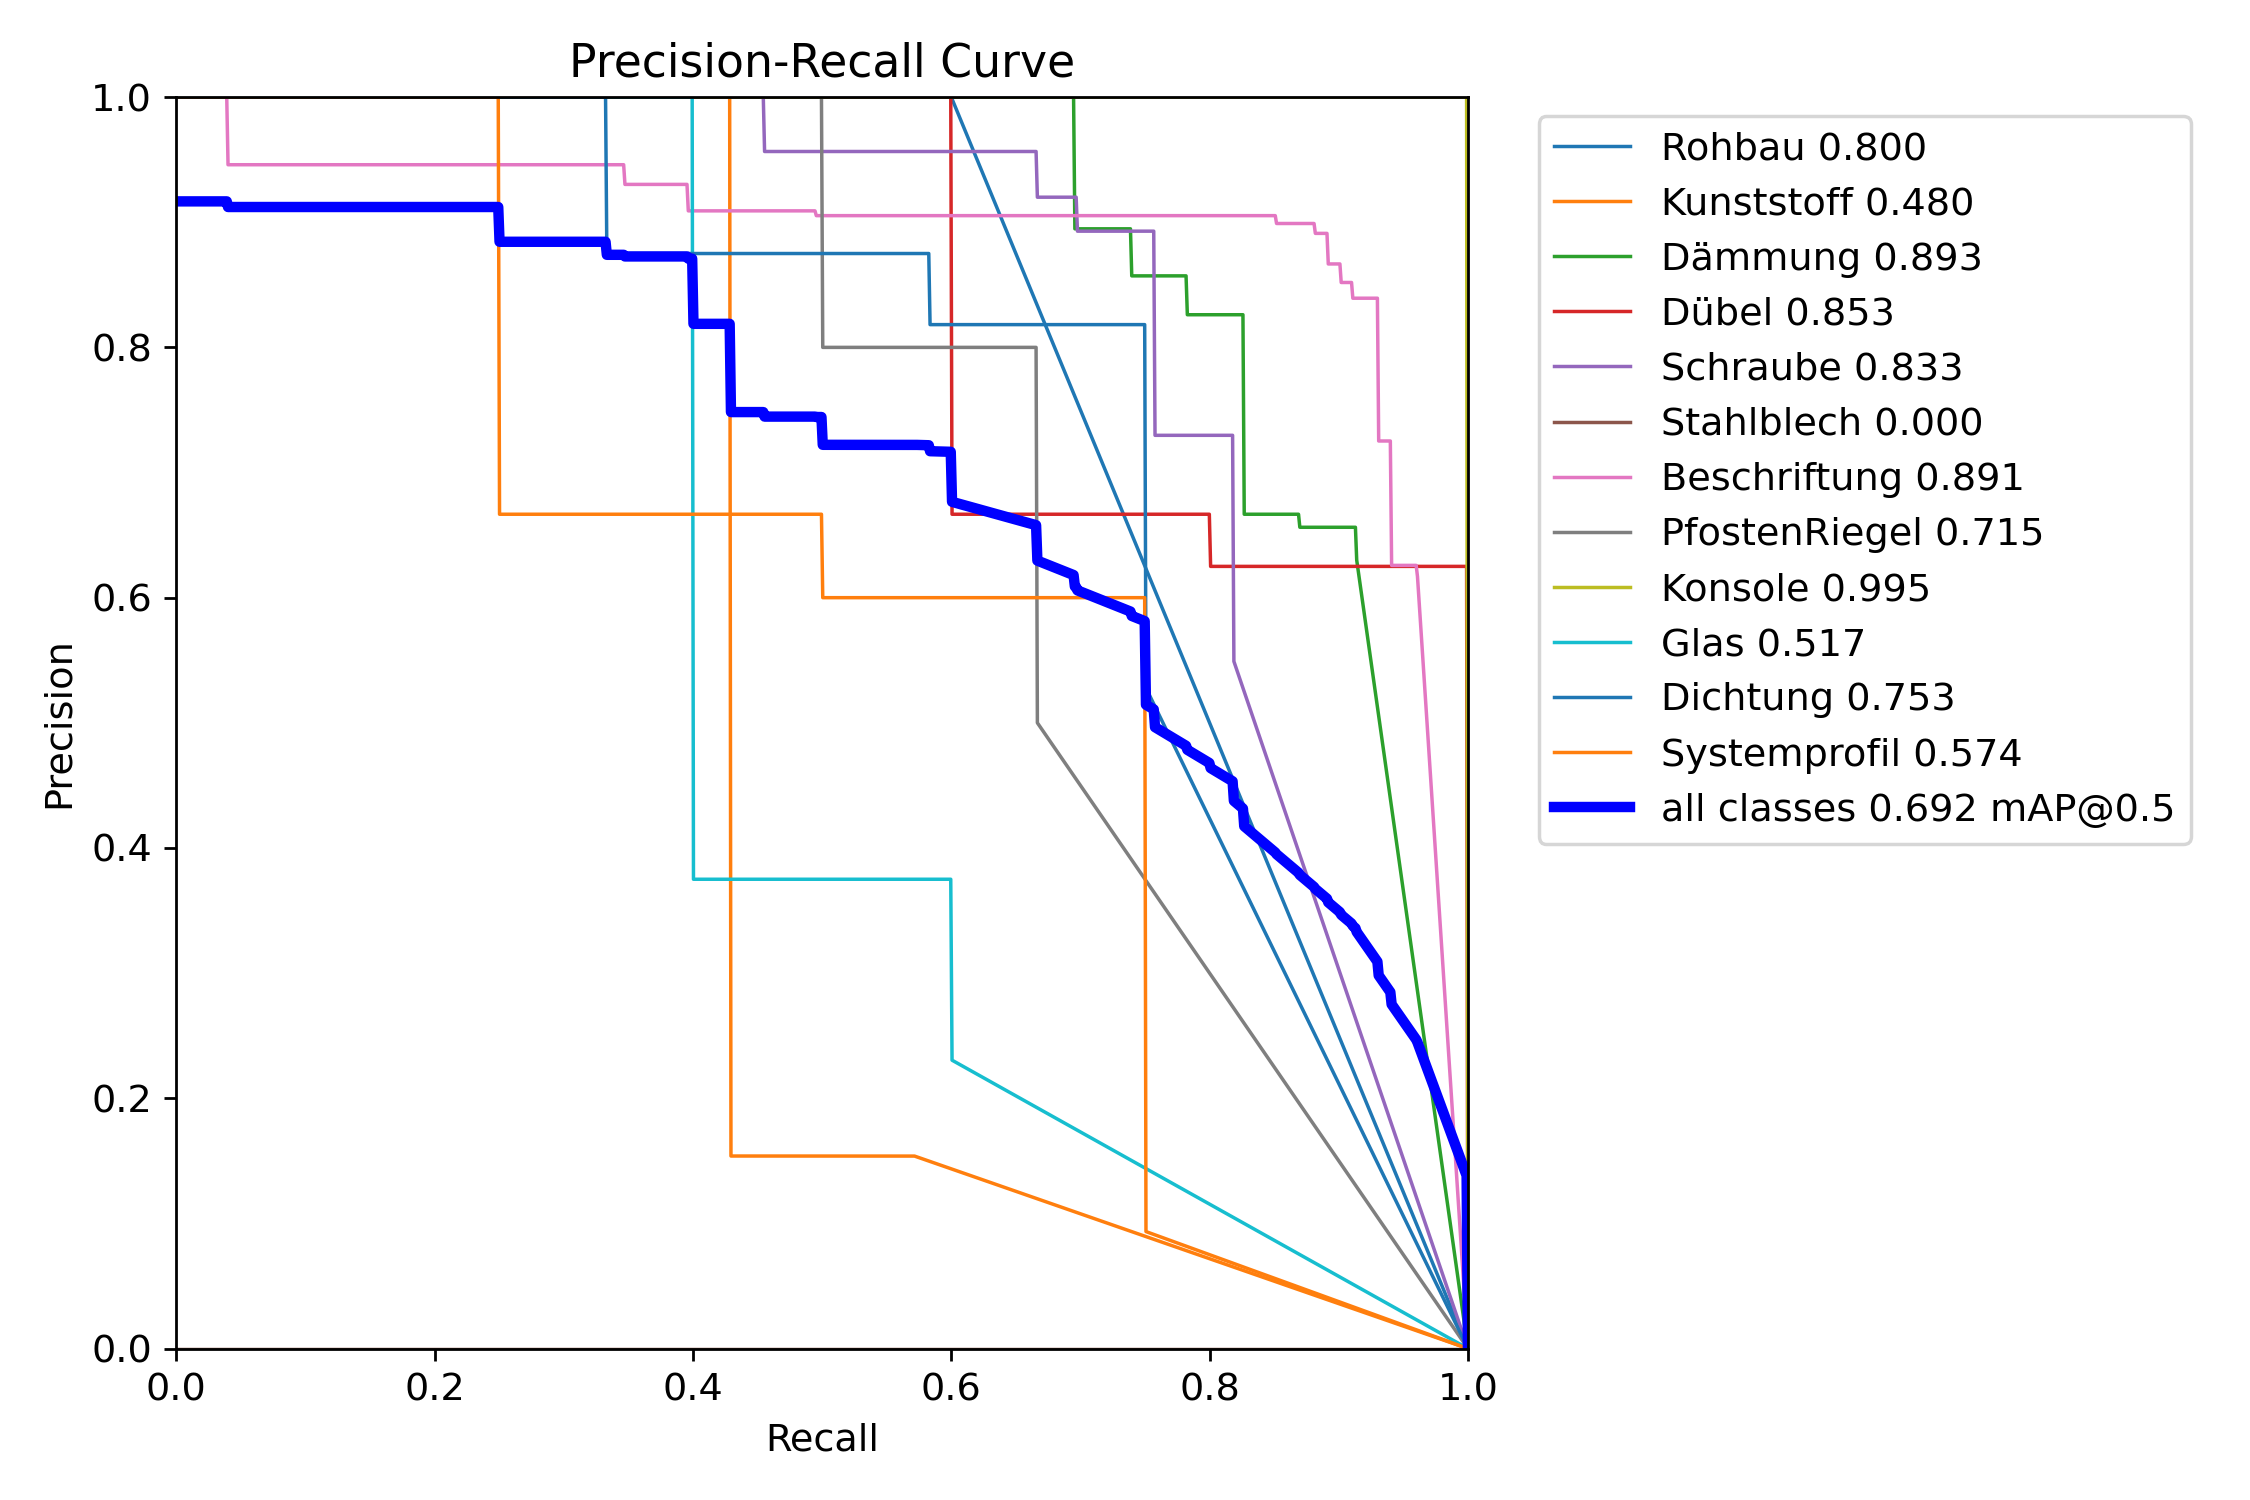 Precision-Recall Curve
1.0
0.8
0.6
0.4
0.2
0.0
Precision
0.0 0.2 0.4 0.6 0.8 1.0
Recall
Rohbau 0.800
Kunststoff 0.480
Dämmung 0.893
Dübel 0.853
Schraube 0.833
Stahlblech 0.000
Beschriftung 0.891
PfostenRiegel 0.715
Konsole 0.995
Glas 0.517
Dichtung 0.753
Systemprofil 0.574
all classes 0.692 mAP@0.5